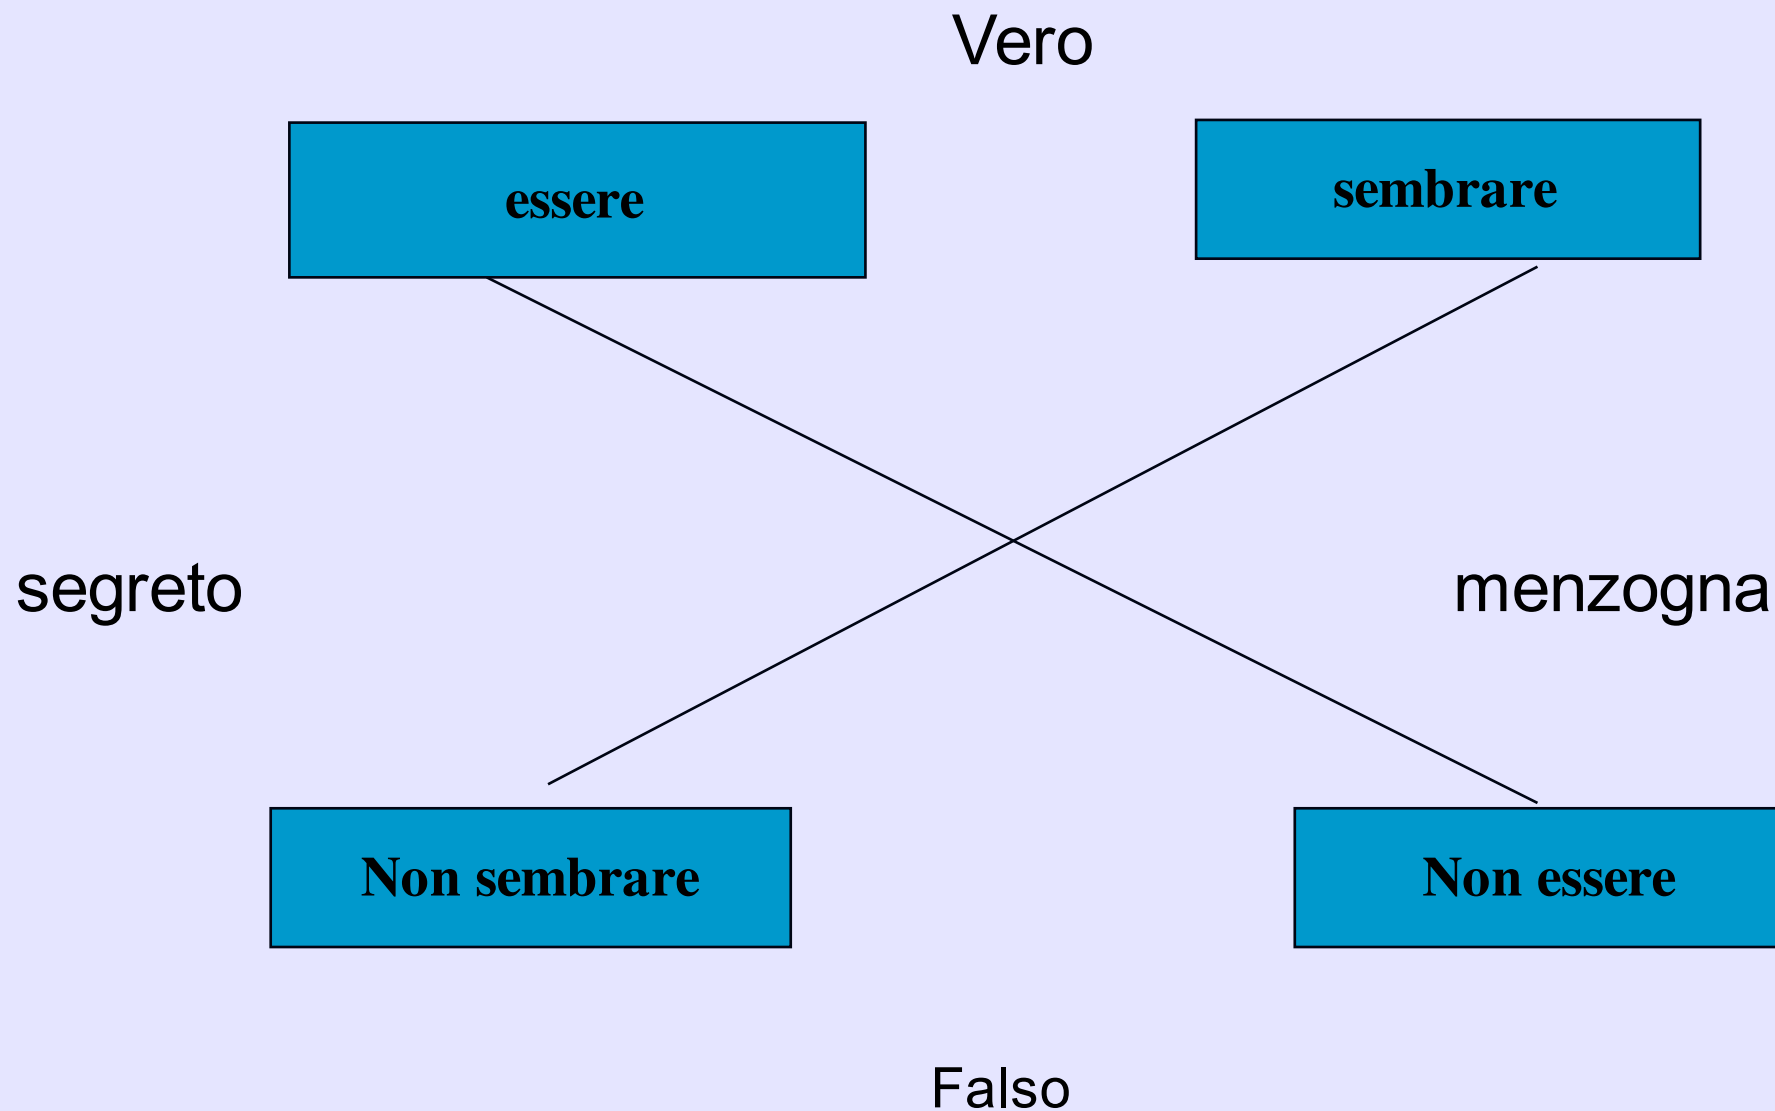 Vero
essere
sembrare
segreto
menzogna
Non sembrare
Non essere
Falso